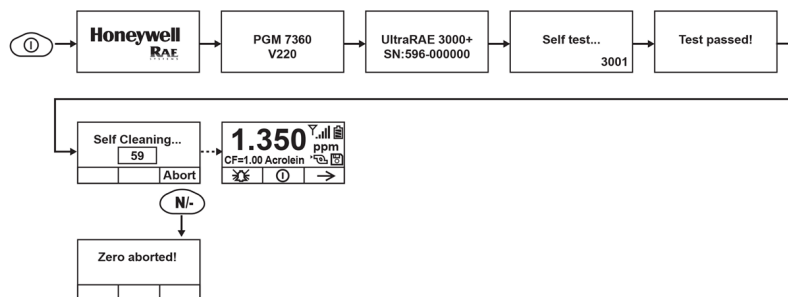 Honeywell
RAE
SYSTEMS
PGM 7360
V220
UltraRAE 3000+
SN:596-000000
Self test...
3001
Test passed!
Self Cleaning...
59
Abort
1.350
ppm
CF=1.00 Acrolein
N/-
Zero aborted!